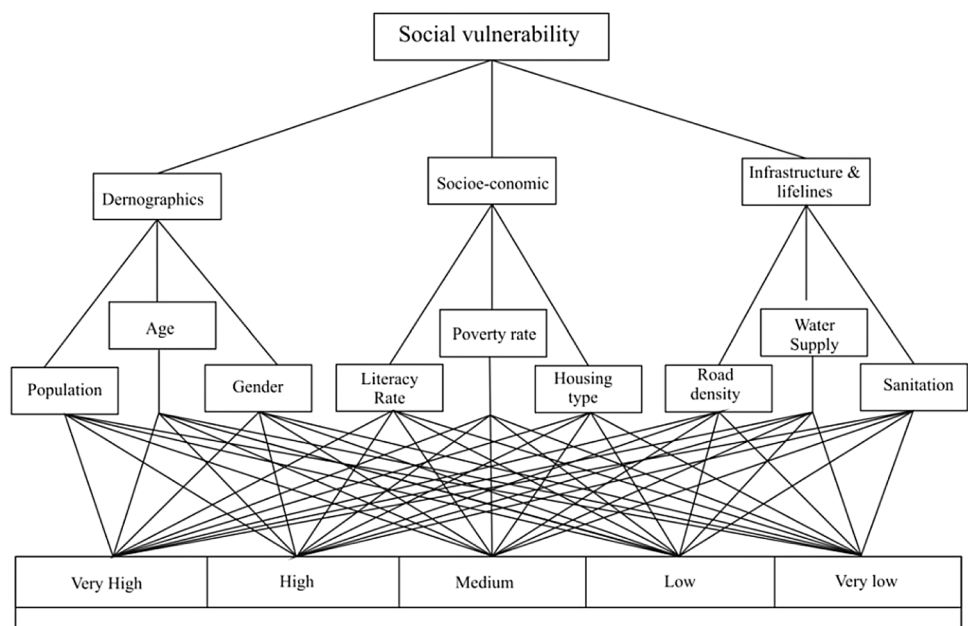 Social vulnerability
Dernographics
Socioe-conomic
Infrastructure &
lifelines
Age
Poverty rate
Water
Supply
Population
Gender
Literacy
Rate
Housing
type
Road
density
Sanitation
Very High
High
Medium
Low
Very low